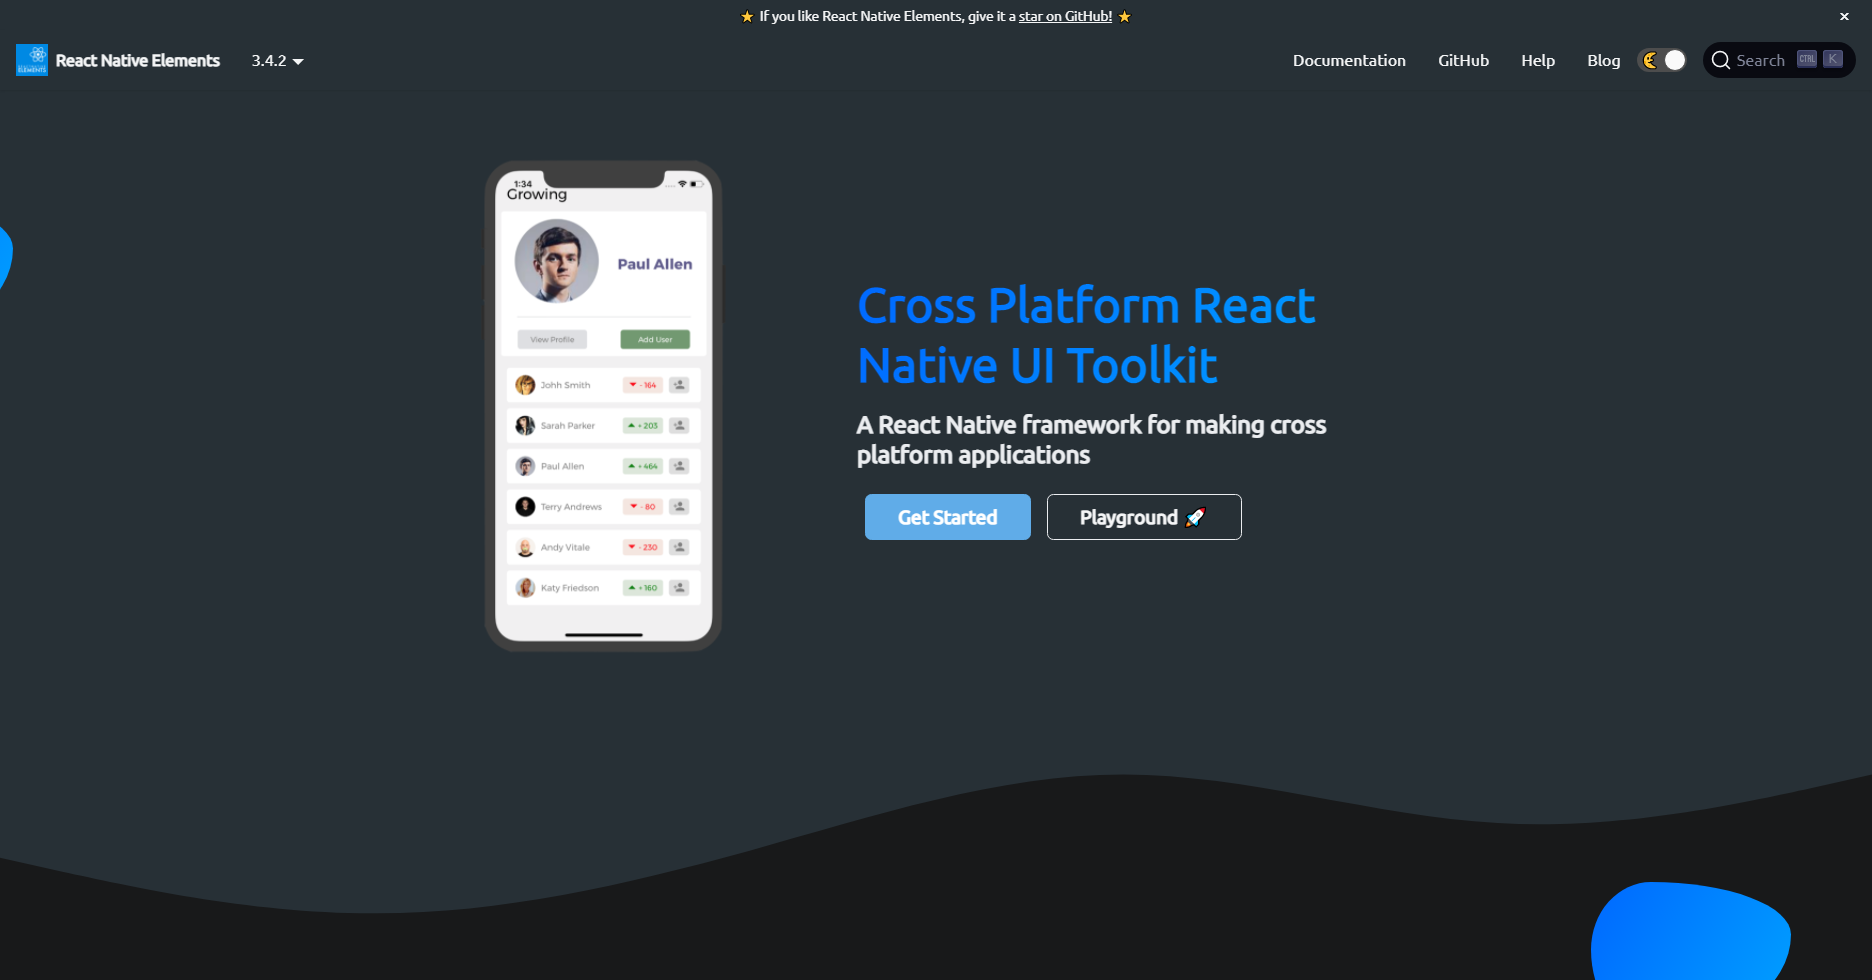 ⭐ If you like React Native Elements, give it a star on GitHub! ⭐
React Native Elements
3.4.2
Documentation
GitHub
Help
Blog
Search
CTRL
K
ELEMENTS
1:34
Growing
Paul Allen
View Profile
Add User
Johh Smith
- 164
Sarah Parker
+ 203
Paul Allen
+ 464
Terry Andrews
- 80
Andy Vitale
- 230
Katy Friedson
+ 160
Cross Platform React
Native UI Toolkit
A React Native framework for making cross
platform applications
Get Started
Playground 🚀